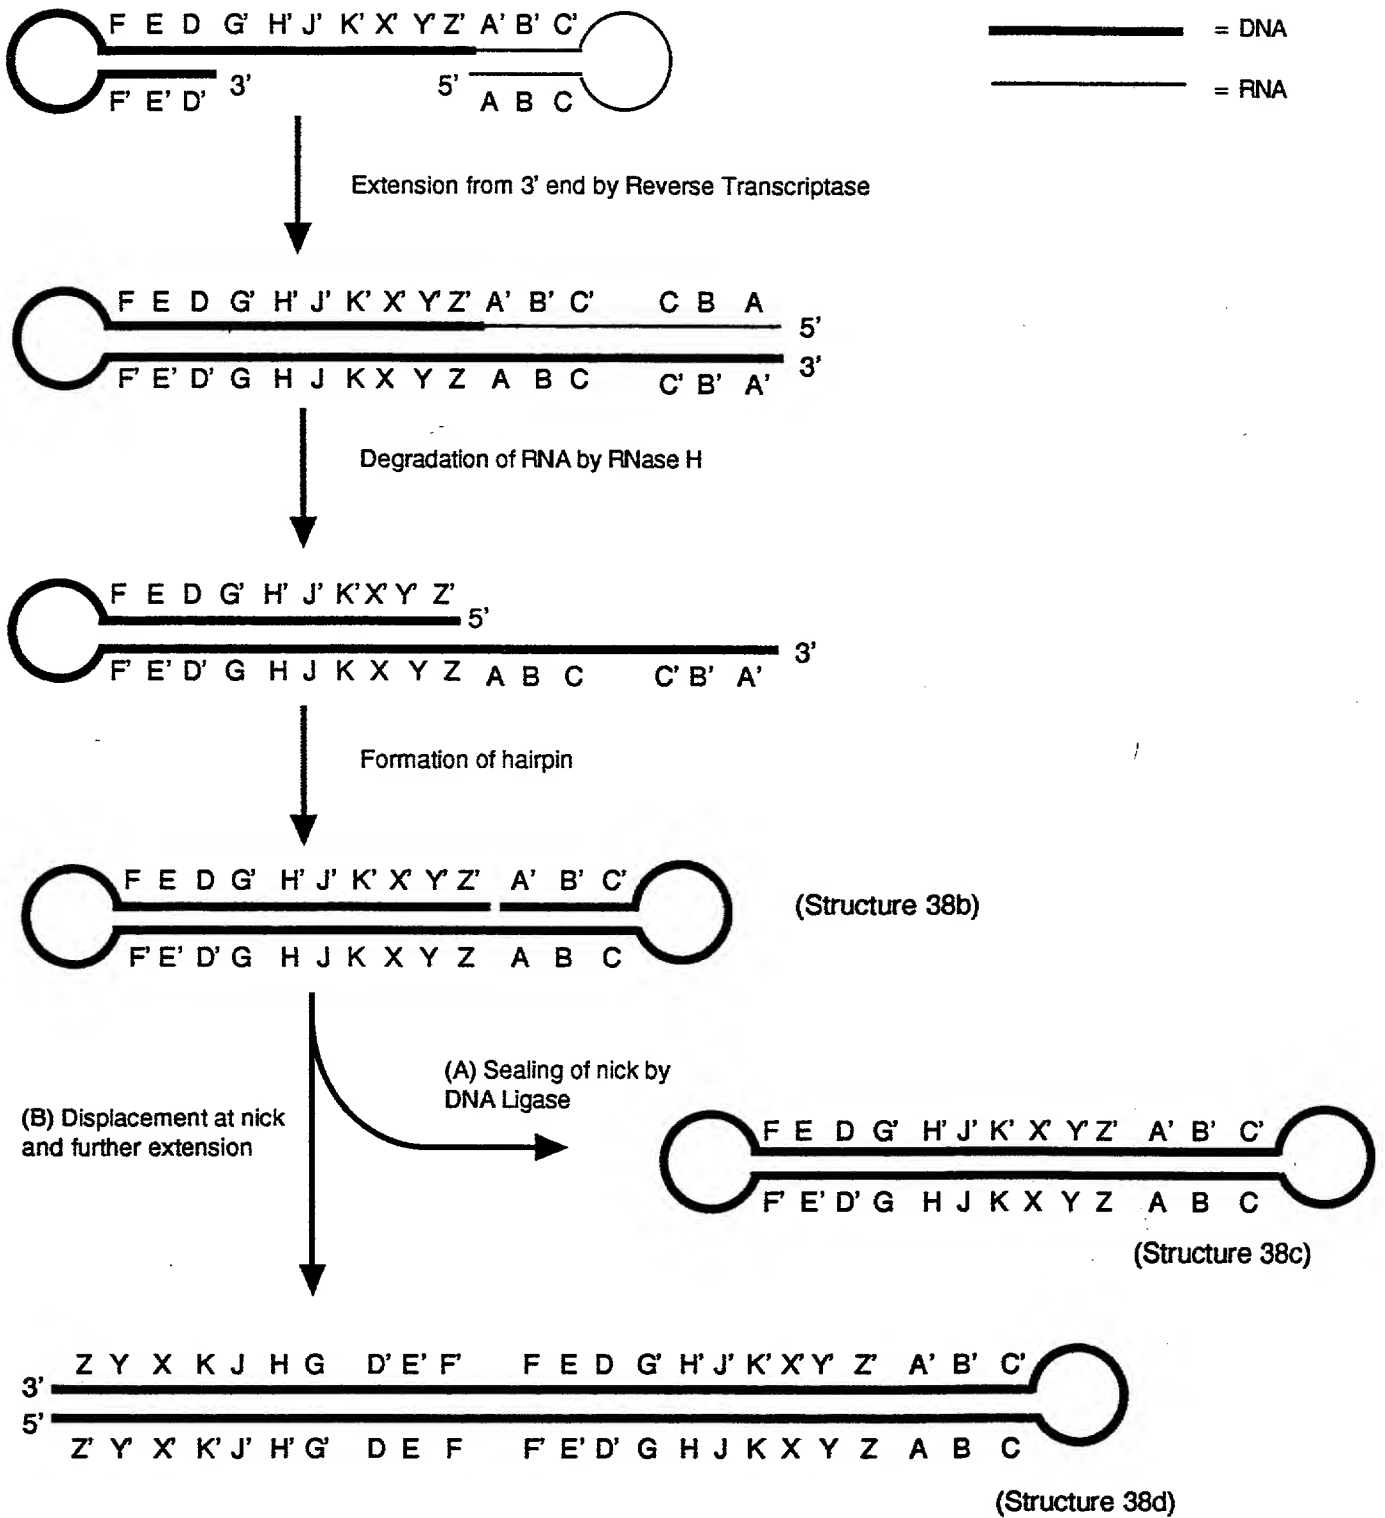 F E D G' H' J' K' X' Y' Z' A' B' C'
= DNA
3' 5'
= RNA
F' E' D' A B C
Extension from 3' end by Reverse Transcriptase
F E D G' H' J' K' X' Y' Z' A' B' C' C B A
5'
3'
F' E' D' G H J K X Y Z A B C C' B' A'
Degradation of RNA by RNase H
F E D G' H' J' K' X' Y' Z'
5'
3'
F' E' D' G H J K X Y Z A B C C' B' A'
Formation of hairpin
F E D G' H' J' K' X' Y' Z' A' B' C'
(Structure 38b)
F' E' D' G H J K X Y Z A B C
(A) Sealing of nick by
DNA Ligase
(B) Displacement at nick
and further extension
F E D G' H' J' K' X' Y' Z' A' B' C'
F' E' D' G H J K X Y Z A B C
(Structure 38c)
Z Y X K J H G D' E' F' F E D G' H' J' K' X' Y' Z' A' B' C'
3'
5'
Z' Y' X' K' J' H' G' D E F F' E' D' G H J K X Y Z A B C
(Structure 38d)